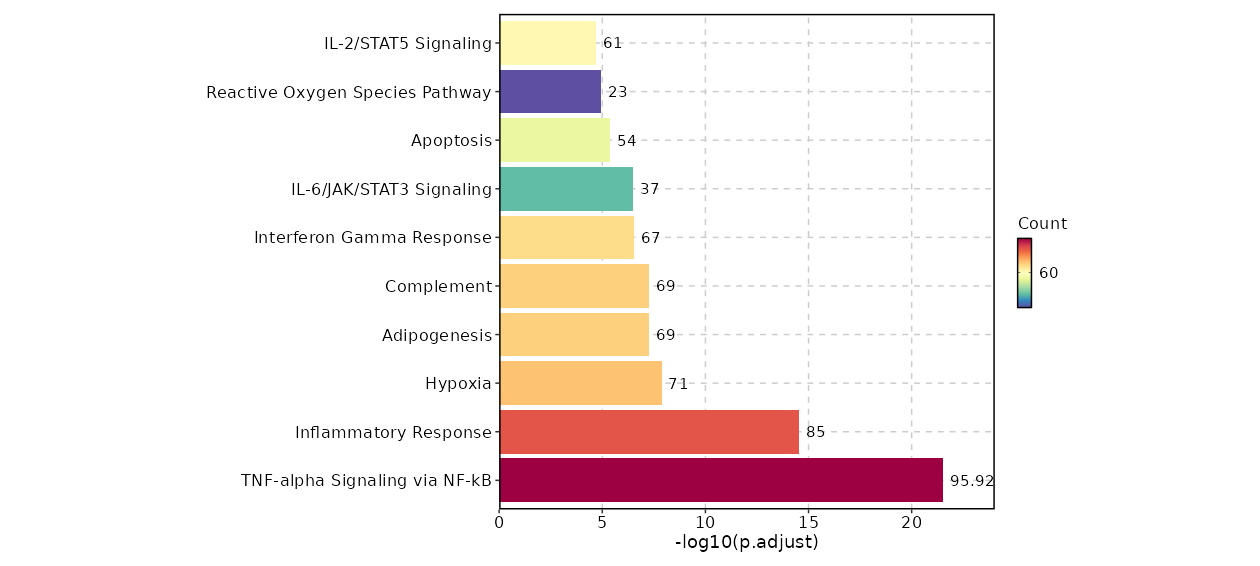 IL-2/STAT5 Signaling
61
Reactive Oxygen Species Pathway
23
Apoptosis
54
IL-6/JAK/STAT3 Signaling
37
Interferon Gamma Response
67
Complement
69
Adipogenesis
69
Hypoxia
71
Inflammatory Response
85
TNF-alpha Signaling via NF-kB
95.92
0 5 10 15 20
-log10(p.adjust)
Count
60